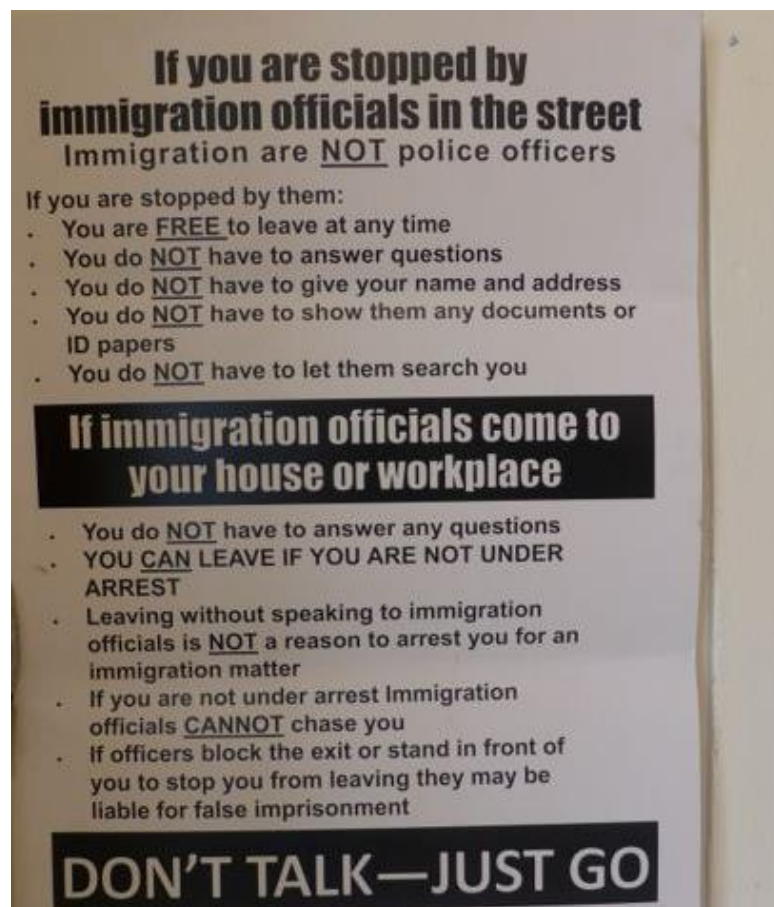 If you are stopped by
immigration officials in the street
Immigration are NOT police officers
If you are stopped by them:
. You are FREE to leave at any time
. You do NOT have to answer questions
. You do NOT have to give your name and address
. You do NOT have to show them any documents or
ID papers
. You do NOT have to let them search you
If immigration officials come to
your house or workplace
. You do NOT have to answer any questions
. YOU CAN LEAVE IF YOU ARE NOT UNDER
ARREST
. Leaving without speaking to immigration
officials is NOT a reason to arrest you for an
immigration matter
. If you are not under arrest Immigration
officials CANNOT chase you
. If officers block the exit or stand in front of
you to stop you from leaving they may be
liable for false imprisonment
DON'T TALK—JUST GO